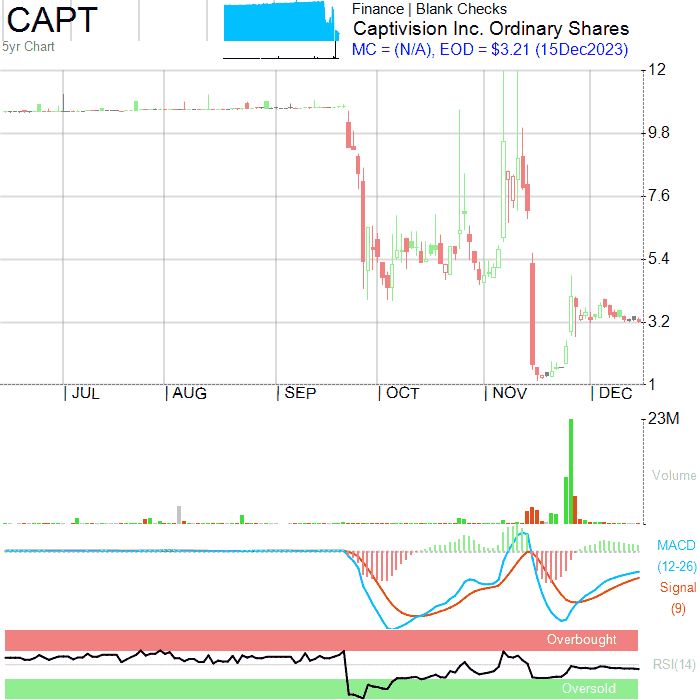 CAPT
5yr Chart
Finance | Blank Checks
Captivision Inc. Ordinary Shares
MC = (N/A), EOD = $3.21 (15Dec2023)
12
9.8
7.6
5.4
3.2
1
| JUL | AUG | SEP | OCT | NOV | DEC
23M
Volume
MACD
(12-26)
Signal
(9)
Overbought
RSI(14)
Oversold